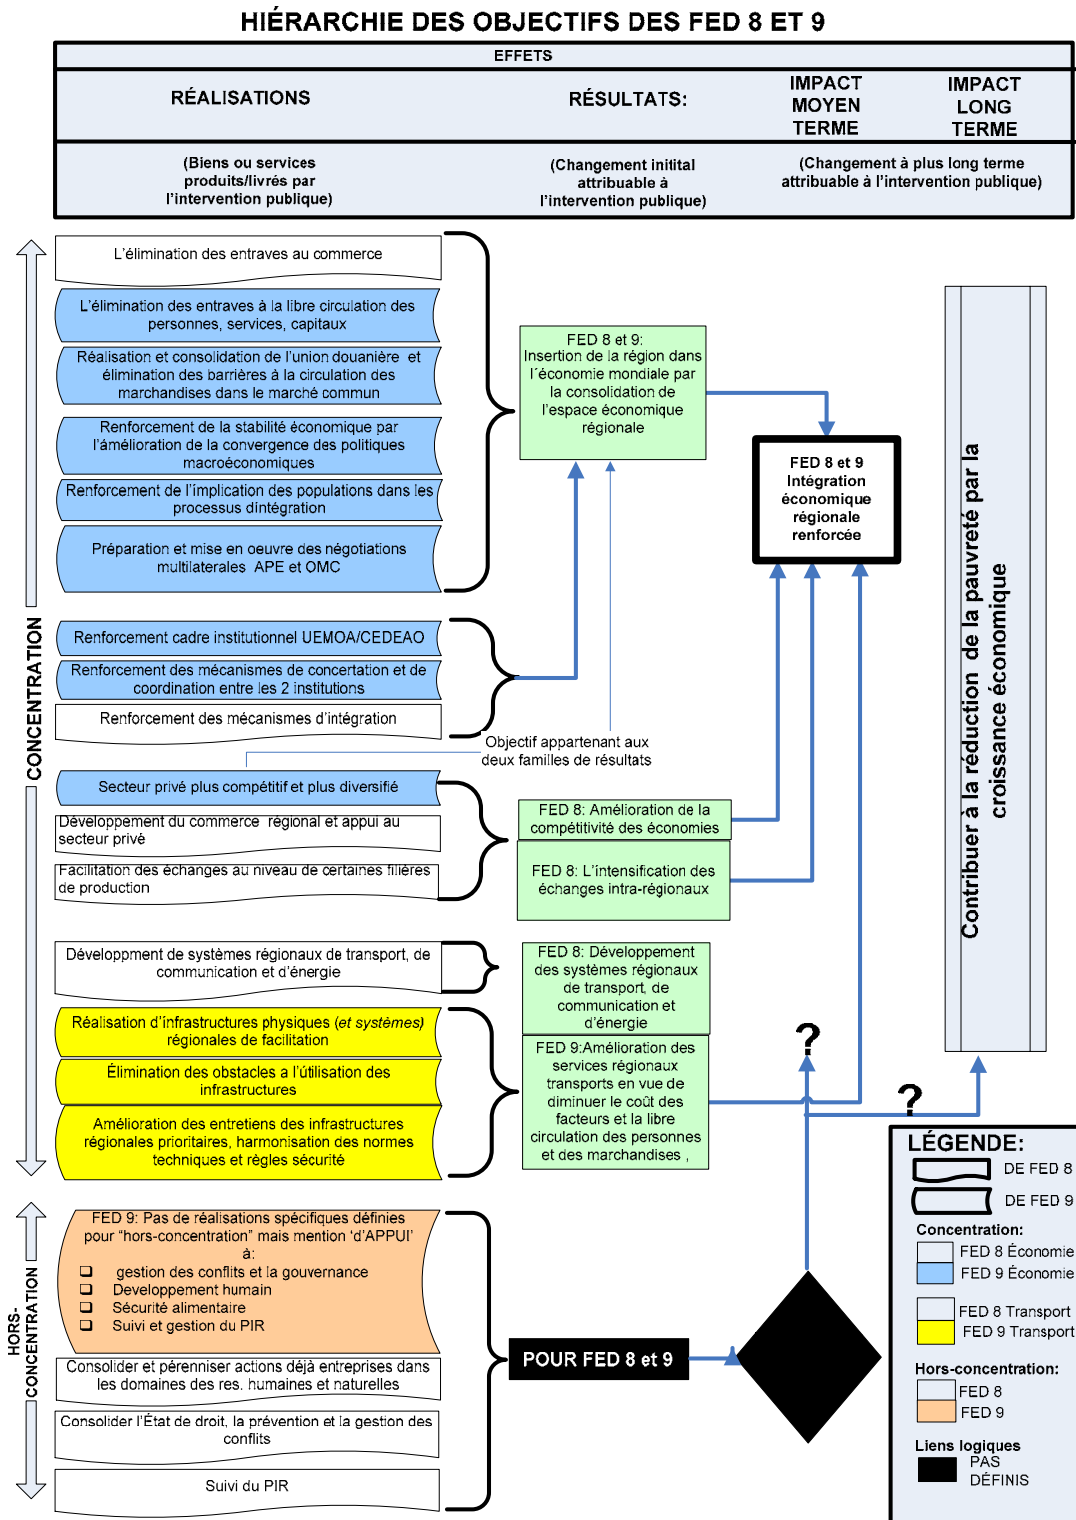 HIÉRARCHIE DES OBJECTIFS DES FED 8 ET 9
EFFETS
RÉALISATIONS
RÉSULTATS:
IMPACT
MOYEN
TERME
IMPACT
LONG
TERME
(Biens ou services
produits/livrés par
l'intervention publique)
(Changement initital
attribuable à
l'intervention publique)
(Changement à plus long terme
attribuable à l'intervention publique)
CONCENTRATION
L'élimination des entraves au commerce
L'élimination des entraves à la libre circulation des
personnes, services, capitaux
Réalisation et consolidation de l'union douanière et
élimination des barrières à la circulation des
marchandises dans le marché commun
Renforcement de la stabilité économique par
l'ámélioration de la convergence des politiques
macroéconomiques
Renforcement de l'ímplication des populations dans les
processus díntégration
Préparation et mise en oeuvre des négotiations
multilaterales APE et OMC
FED 8 et 9:
Insertion de la région dans
l'économie mondiale par
la consolidation de
l'espace économique
régionale
FED 8 et 9
Intégration
économique
régionale
renforcée
Contribuer à la réduction de la pauvreté par la
croissance économique
Renforcement cadre institutionnel UEMOA/CEDEAO
Renforcement des mécanismes de concertation et de
coordination entre les 2 institutions
Renforcement des mécanismes d'intégration
Objectif appartenant aux
deux familles de résultats
Secteur privé plus compétitif et plus diversifié
Développement du commerce régional et appui au
secteur privé
Facilitation des échanges au niveau de certaines filières
de production
FED 8: Amélioration de la
compétitivité des économies
FED 8: L'intensification des
échanges intra-régionaux
Développment de systèmes régionaux de transport, de
communication et d'énergie
FED 8: Développement
des systèmes régionaux
de transport, de
communication et
d'énergie
Réalisation d'ínfrastructures physiques (et systèmes)
régionales de facilitation
Élimination des obstacles a l'útilisation des
infrastructures
Amélioration des entretiens des infrastructures
régionales prioritaires, harmonisation des normes
techniques et règles sécurité
FED 9:Amélioration des
services régionaux
transports en vue de
diminuer le coût des
facteurs et la libre
circulation des personnes
et des marchandises ,
?
?
HORS-
CONCENTRATION
FED 9: Pas de réalisations spécifiques définies
pour "hors-concentration" mais mention 'd'APPUI'
à:
gestion des conflits et la gouvernance
Developpement humain
Sécurité alimentaire
Suivi et gestion du PIR
Consolider et pérenniser actions déjà entreprises dans
les domaines des res. humaines et naturelles
Consolider l'État de droit, la prévention et la gestion des
conflits
Suivi du PIR
POUR FED 8 et 9
LÉGENDE:
DE FED 8
DE FED 9
Concentration:
FED 8 Économie
FED 9 Économie
FED 8 Transport
FED 9 Transport
Hors-concentration:
FED 8
FED 9
Liens logiques
PAS
DÉFINIS